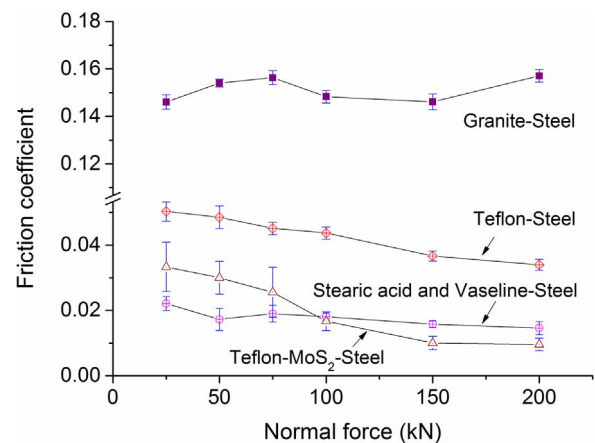 0.18
0.16
0.14
0.12
0.04
0.02
0.00
Friction coefficient
Granite-Steel
Teflon-Steel
Stearic acid and Vaseline-Steel
Teflon-MoS₂-Steel
0 50 100 150 200
Normal force (kN)